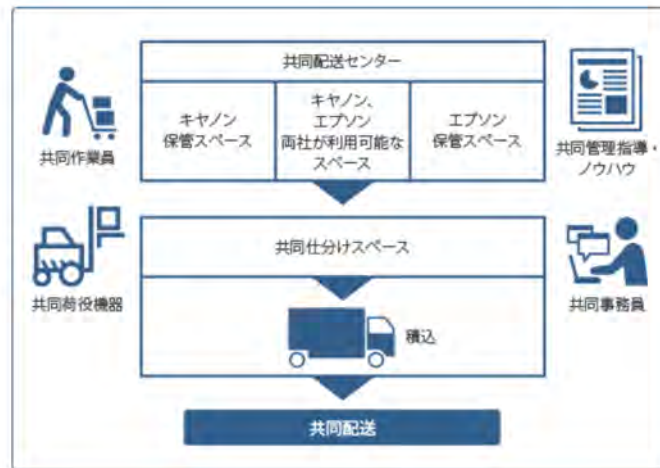 共同配送センター
キヤノン
保管スペース
キヤノン、
エプソン
両社が利用可能な
スペース
エプソン
保管スペース
共同作業員
共同管理指導・
ノウハウ
共同仕分けスペース
共同荷役機器
共同事務員
積込
共同配送